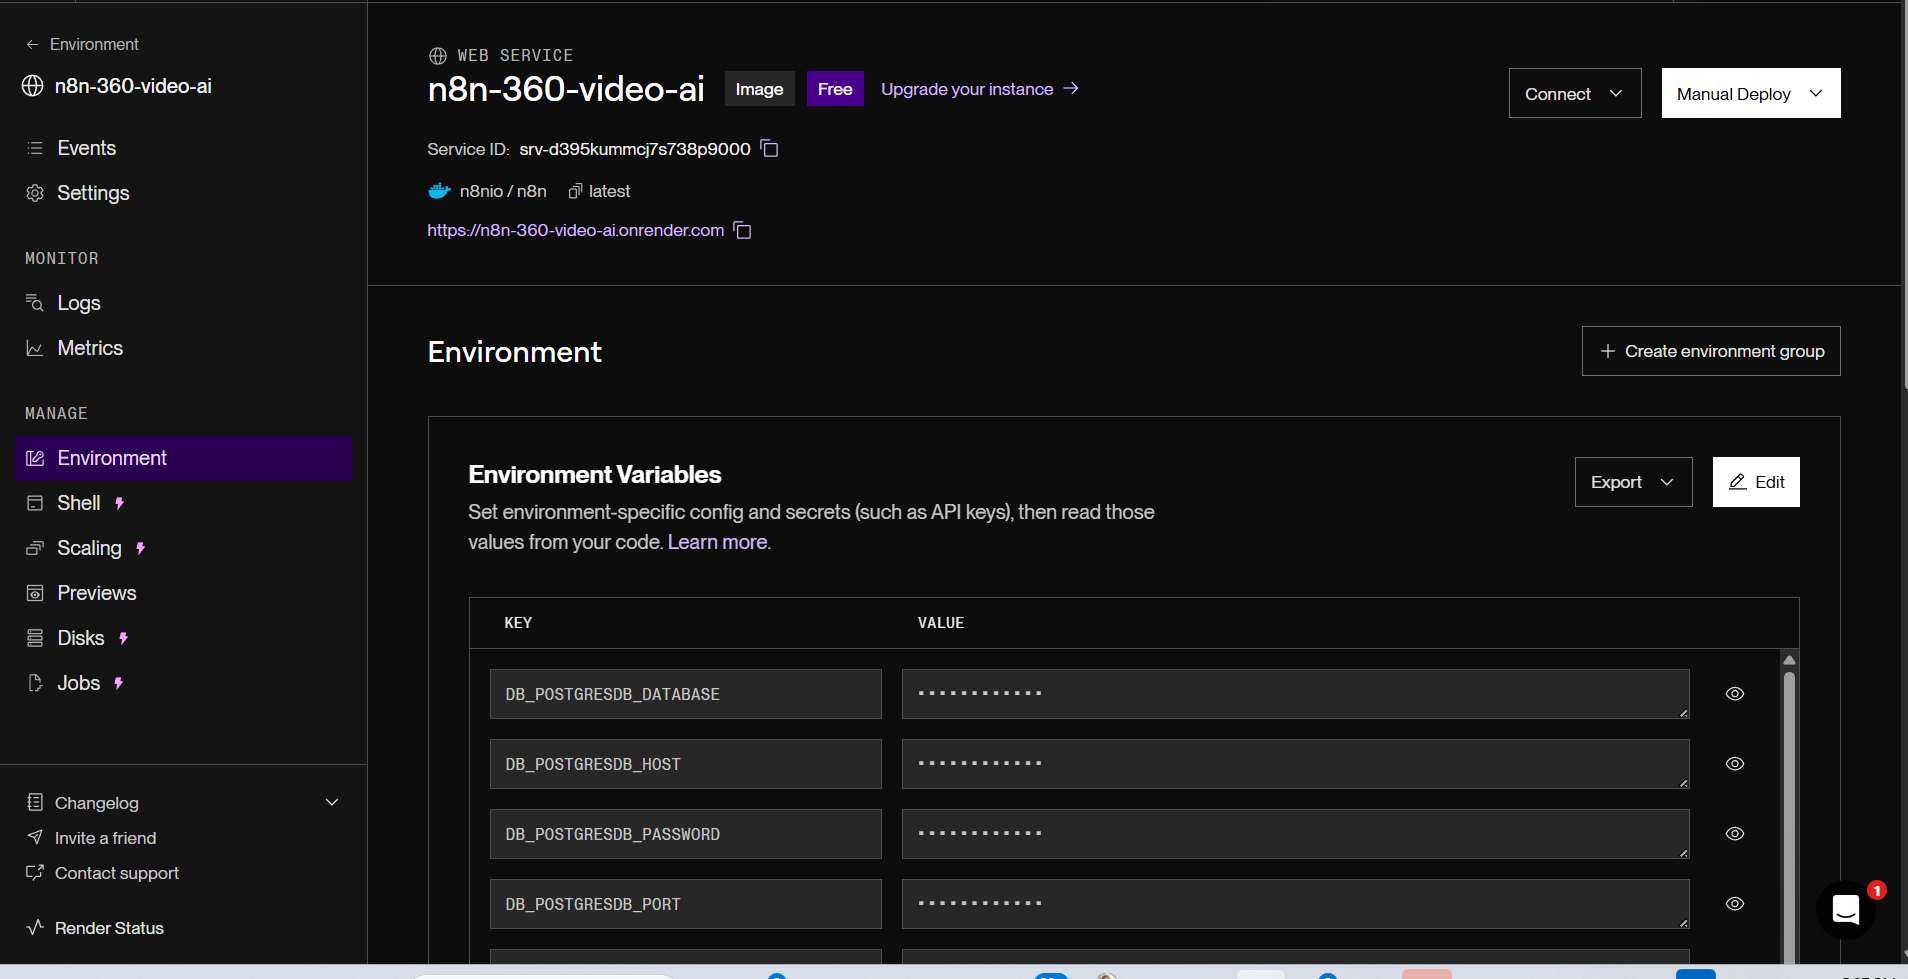 Environment
n8n-360-video-ai
Events
Settings
MONITOR
Logs
Metrics
MANAGE
Environment
Shell
Scaling
Previews
Disks
Jobs
Changelog
Invite a friend
Contact support
Render Status
WEB SERVICE
n8n-360-video-ai Image Free Upgrade your instance
Connect Manual Deploy
Service ID: srv-d395kummcj7s738p9000
n8nio / n8n latest
https://n8n-360-video-ai.onrender.com
Environment
Create environment group
Environment Variables
Export Edit
Set environment-specific config and secrets (such as API keys), then read those
values from your code. Learn more.
KEY VALUE
DB_POSTGRESDB_DATABASE ••••••••••••
DB_POSTGRESDB_HOST ••••••••••••
DB_POSTGRESDB_PASSWORD ••••••••••••
DB_POSTGRESDB_PORT ••••••••••••
1